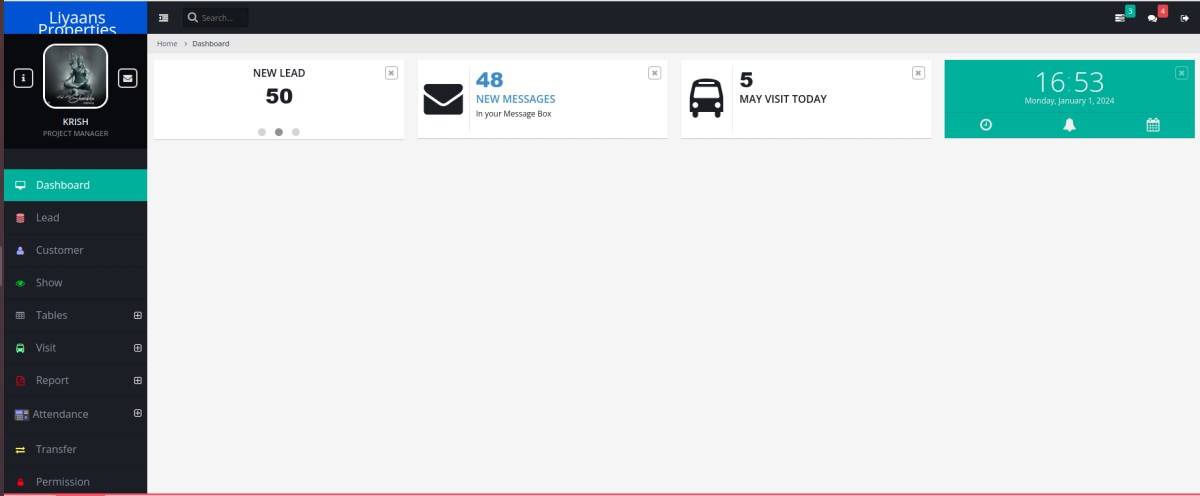 Liyaans
Properties
Search...
3
4
Home > Dashboard
KRISH
PROJECT MANAGER
NEW LEAD
50
48
NEW MESSAGES
In your Message Box
5
MAY VISIT TODAY
16:53
Monday, January 1, 2024
Dashboard
Lead
Customer
Show
Tables
Visit
Report
Attendance
Transfer
Permission